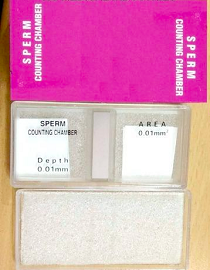 SPERM
COUNTING CHAMBER
SPERM
COUNTING CHAMBER
SPERM
COUNTING CHAMBER
Depth
0.01mm
AREA
0.01mm²